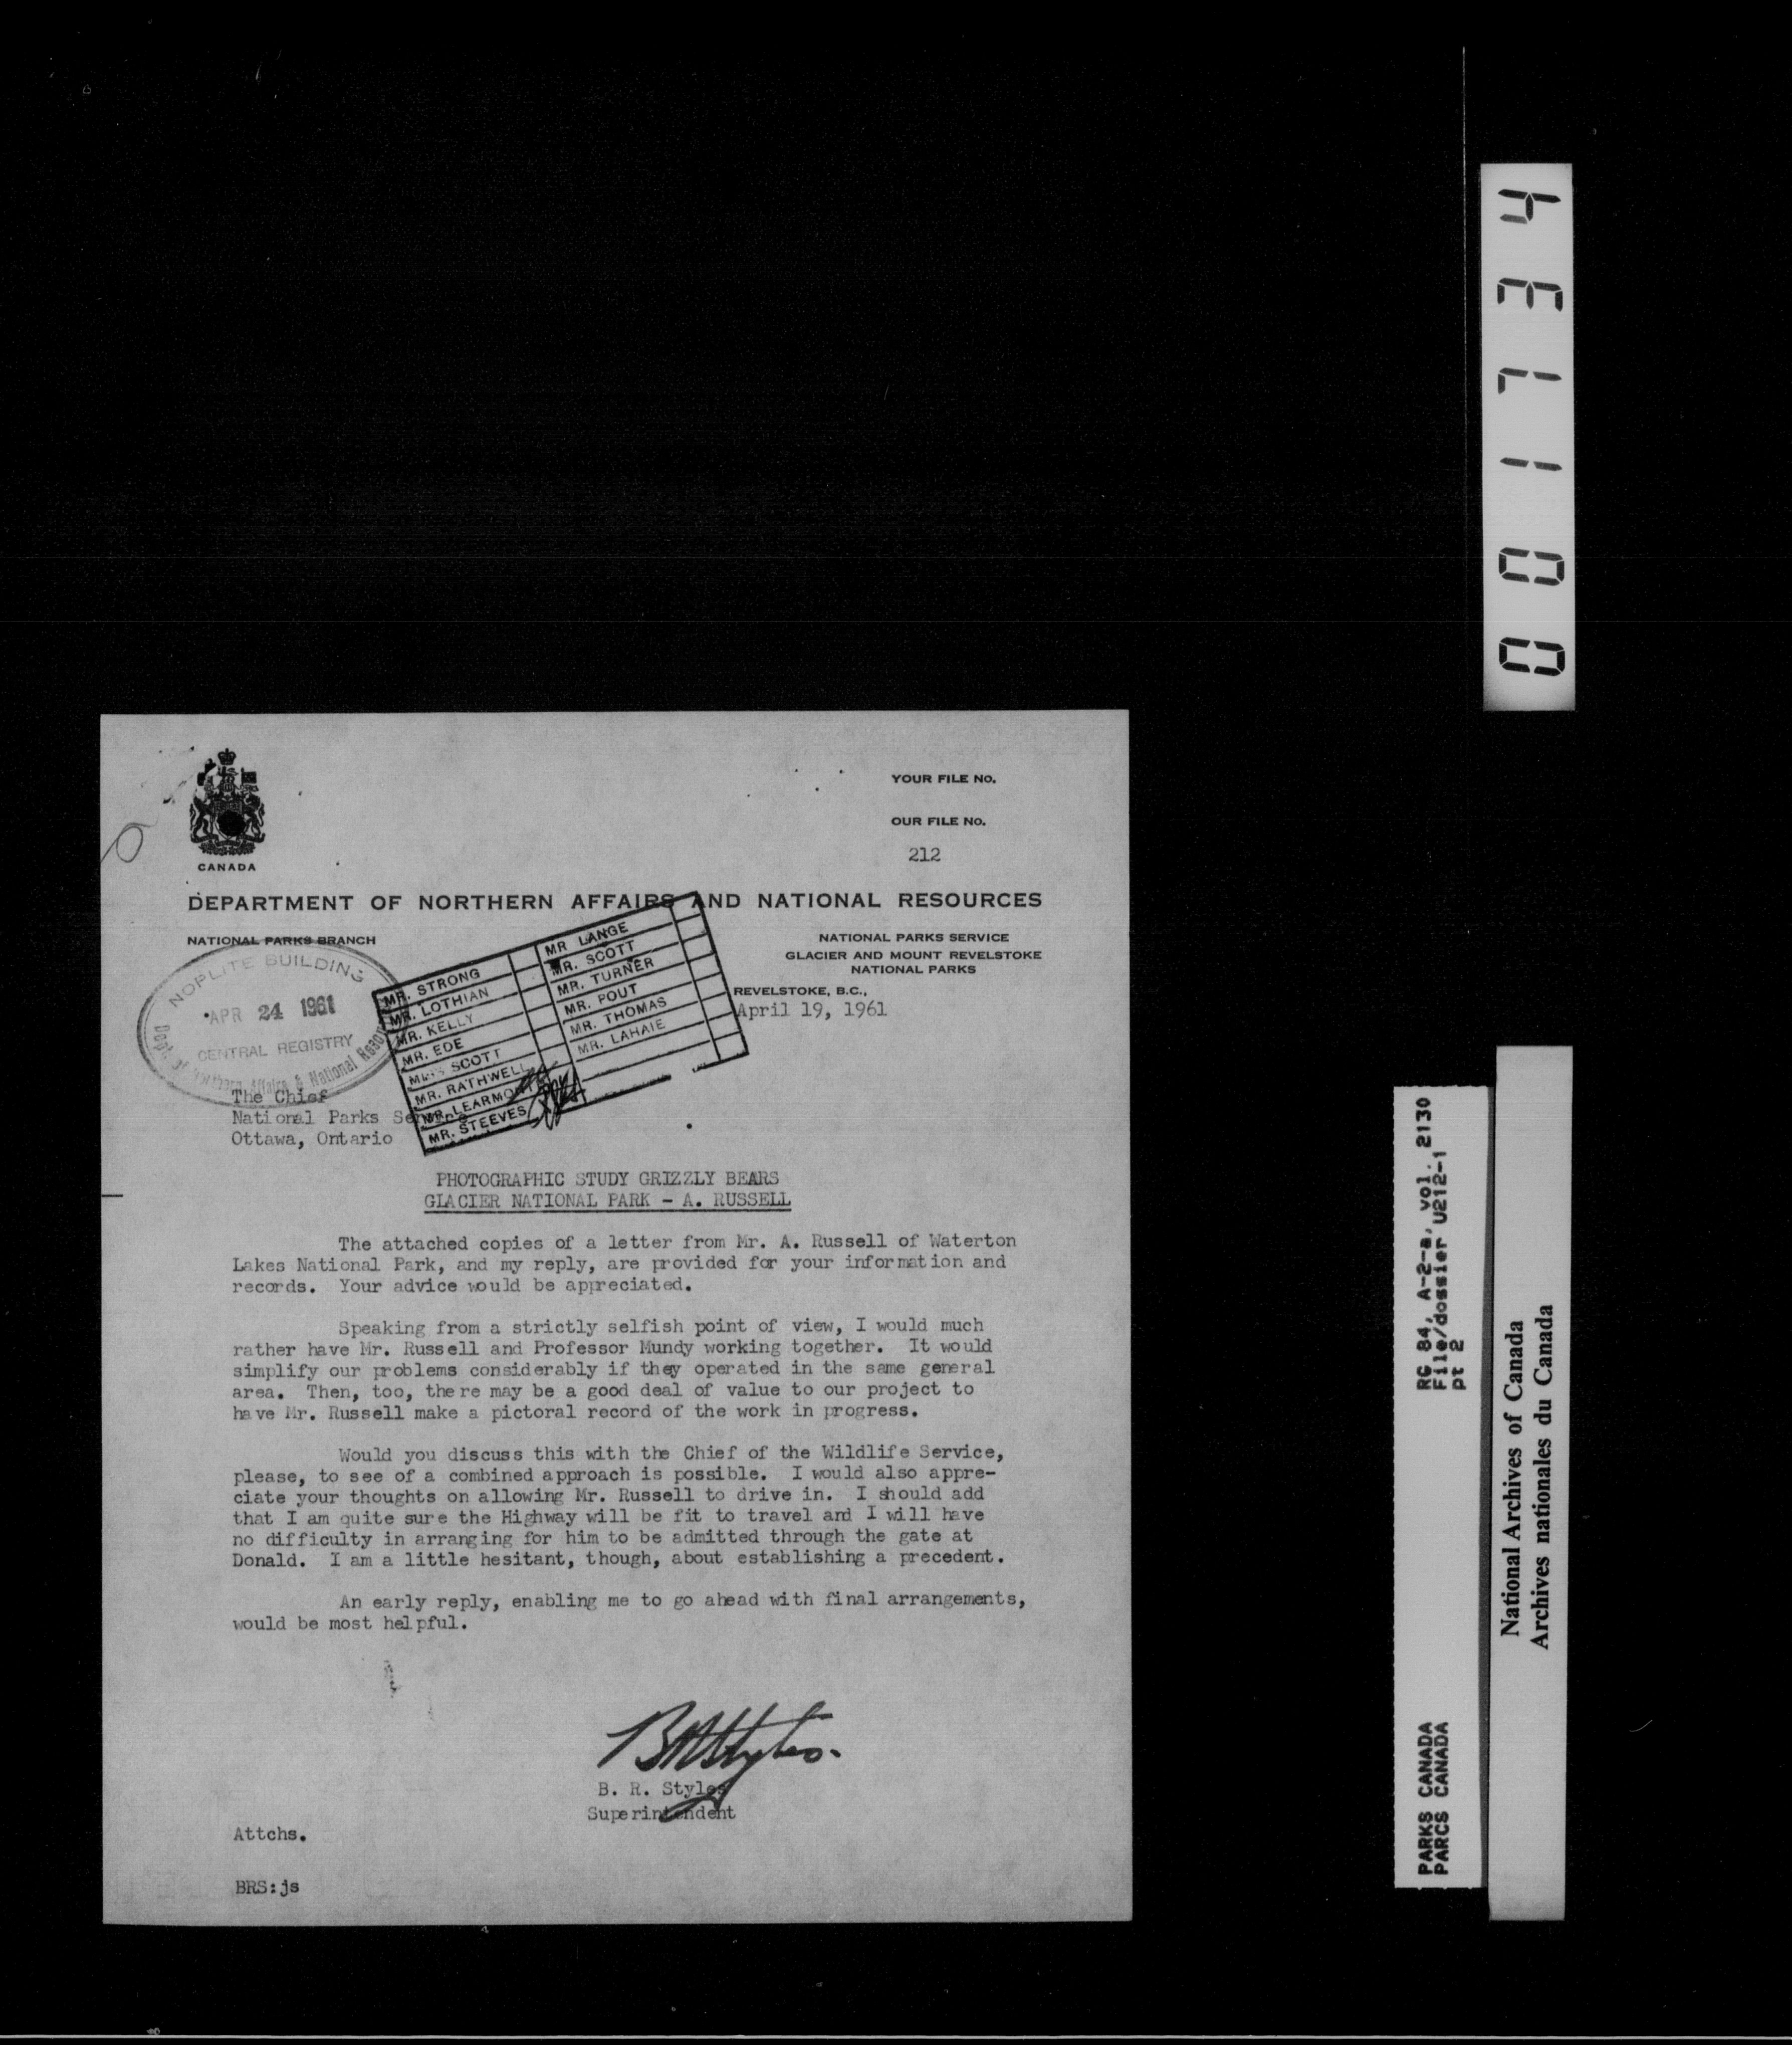 YOUR FILE No.
OUR FILE No.
212
CANADA
DEPARTMENT OF NORTHERN AFFAIRS AND NATIONAL RESOURCES
NATIONAL PARKS BRANCH
NATIONAL PARKS SERVICE
GLACIER AND MOUNT REVELSTOKE
NATIONAL PARKS
REVELSTOKE, B.C.,
April 19, 1961
NOPLITE BUILDING
APR 24 1961
CENTRAL REGISTRY
Dept. of Northern Affairs & National Resou
MR. STRONG
MR. LOTHIAN
MR. KELLY
MR. EDE
MISS SCOTT
MR. RATHWELL
MR. LEARMONTH
MR. STEEVES
MR LANGE
MR. SCOTT
MR. TURNER
MR. POUT
MR. THOMAS
MR. LAHAIE
The Chief
National Parks Service
Ottawa, Ontario
PHOTOGRAPHIC STUDY GRIZZLY BEARS
GLACIER NATIONAL PARK - A. RUSSELL
The attached copies of a letter from Mr. A. Russell of Waterton
Lakes National Park, and my reply, are provided for your information and
records. Your advice would be appreciated.
Speaking from a strictly selfish point of view, I would much
rather have Mr. Russell and Professor Mundy working together. It would
simplify our problems considerably if they operated in the same general
area. Then, too, there may be a good deal of value to our project to
have Mr. Russell make a pictoral record of the work in progress.
Would you discuss this with the Chief of the Wildlife Service,
please, to see of a combined approach is possible. I would also appre-
ciate your thoughts on allowing Mr. Russell to drive in. I should add
that I am quite sure the Highway will be fit to travel and I will have
no difficulty in arranging for him to be admitted through the gate at
Donald. I am a little hesitant, though, about establishing a precedent.
An early reply, enabling me to go ahead with final arrangements,
would be most helpful.
BRStyles.
B. R. Styles
Superintendent
Attchs.
BRS:js
001734
RG 84, A-2-a, vol. 2130
File/dossier U212-1
pt 2
PARKS CANADA
PARCS CANADA
National Archives of Canada
Archives nationales du Canada